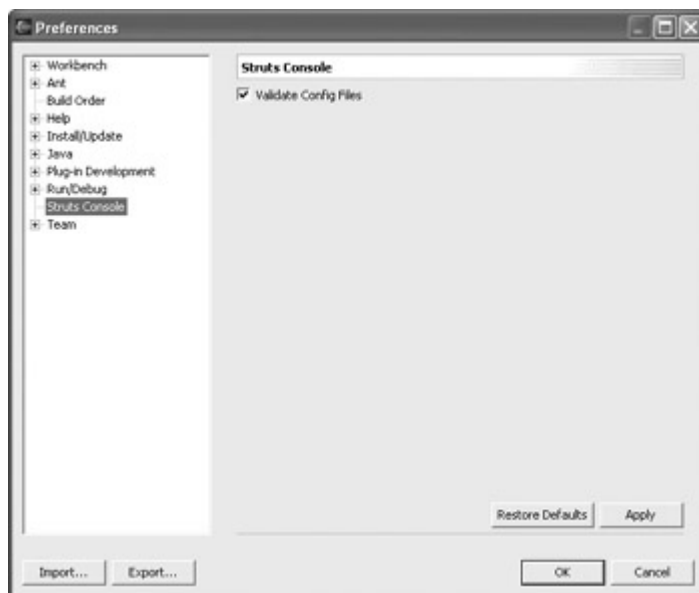 Preferences
Workbench
Ant
Build Order
Help
Install/Update
Java
Plug-in Development
Run/Debug
Struts Console
Team
Struts Console
Validate Config Files
Restore Defaults
Apply
Import...
Export...
OK
Cancel